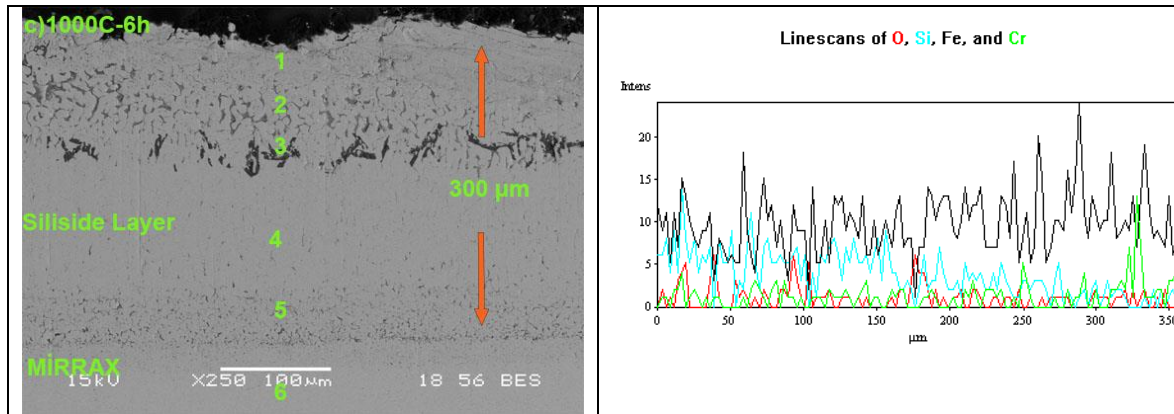 c)1000C-6h
1
2
3
300 µm
Siliside Layer
4
5
MİRRAX
15kV X250 100µm 18 56 BES
6
Linescans of O, Si, Fe, and Cr
Intens
20
15
10
5
0
0 50 100 150 200 250 300 350
µm